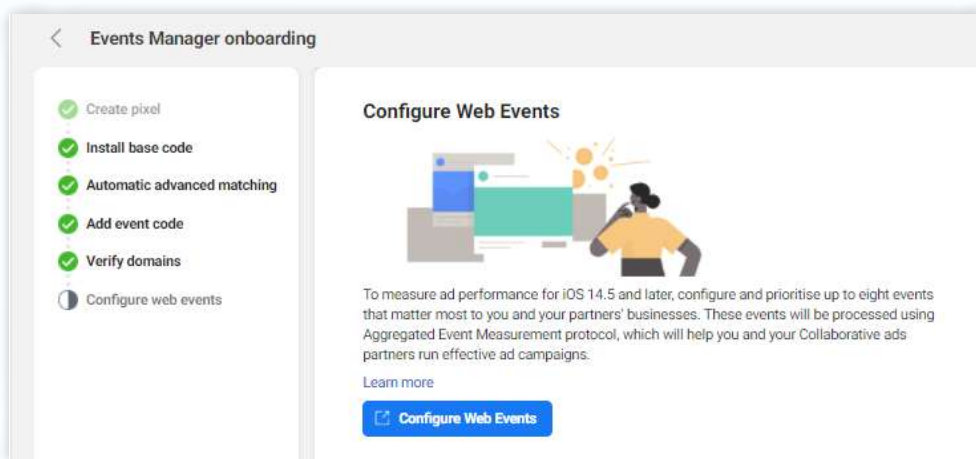 Events Manager onboarding
Create pixel
Install base code
Automatic advanced matching
Add event code
Verify domains
Configure web events
Configure Web Events
To measure ad performance for iOS 14.5 and later, configure and prioritise up to eight events
that matter most to you and your partners' businesses. These events will be processed using
Aggregated Event Measurement protocol, which will help you and your Collaborative ads
partners run effective ad campaigns.
Learn more
Configure Web Events